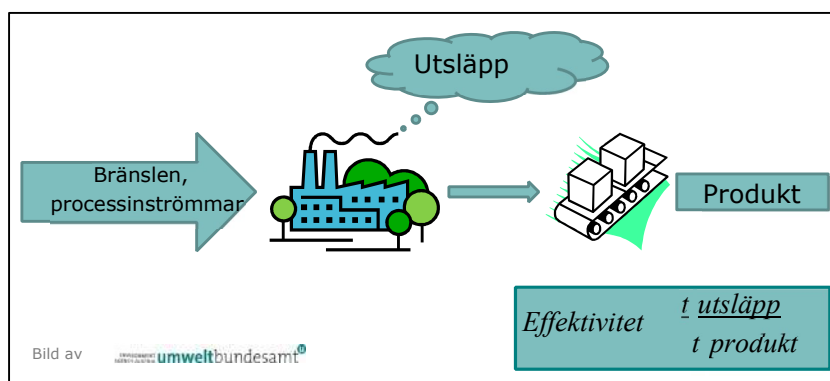 Utsläpp
Bränslen,
processinströmmar
Produkt
Effektivitet
t utsläpp
t produkt
Bild av
umweltbundesamt